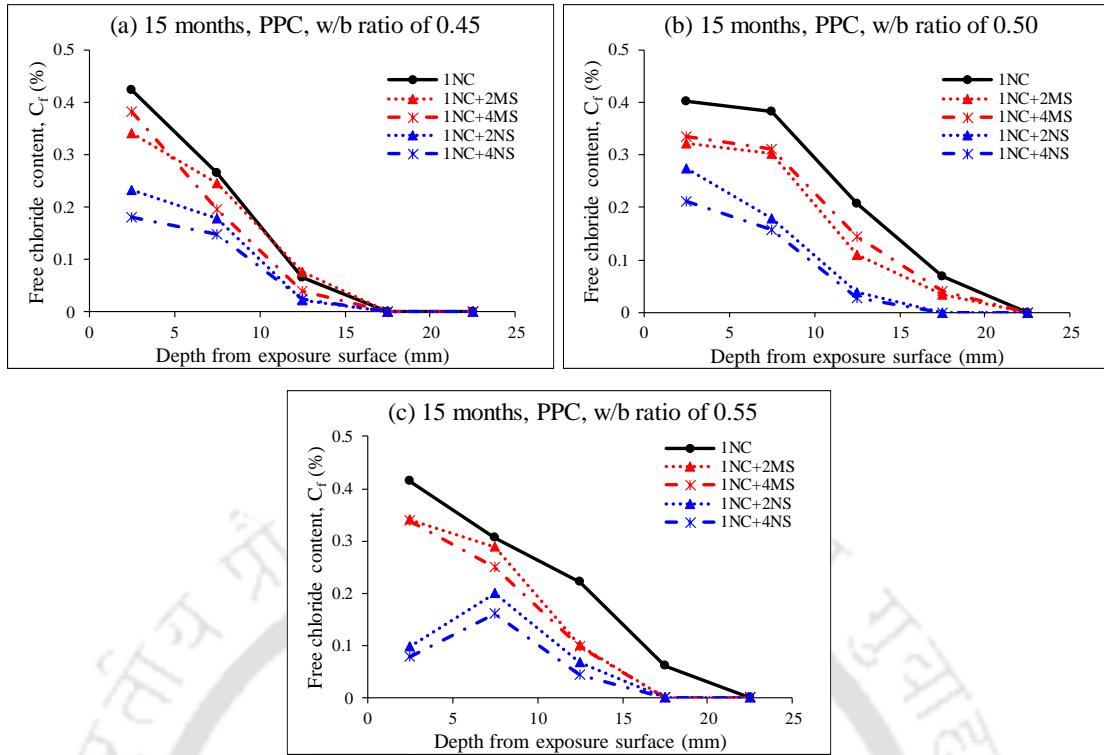 (a) 15 months, PPC, w/b ratio of 0.45
0.5
0.4
0.3
0.2
0.1
0
Free chloride content, C_f (%)
1NC
1NC+2MS
1NC+4MS
1NC+2NS
1NC+4NS
0 5 10 15 20 25
Depth from exposure surface (mm)
(b) 15 months, PPC, w/b ratio of 0.50
0.5
0.4
0.3
0.2
0.1
0
Free chloride content, C_f (%)
1NC
1NC+2MS
1NC+4MS
1NC+2NS
1NC+4NS
0 5 10 15 20 25
Depth from exposure surface (mm)
(c) 15 months, PPC, w/b ratio of 0.55
0.5
0.4
0.3
0.2
0.1
0
Free chloride content, C_f (%)
1NC
1NC+2MS
1NC+4MS
1NC+2NS
1NC+4NS
0 5 10 15 20 25
Depth from exposure surface (mm)